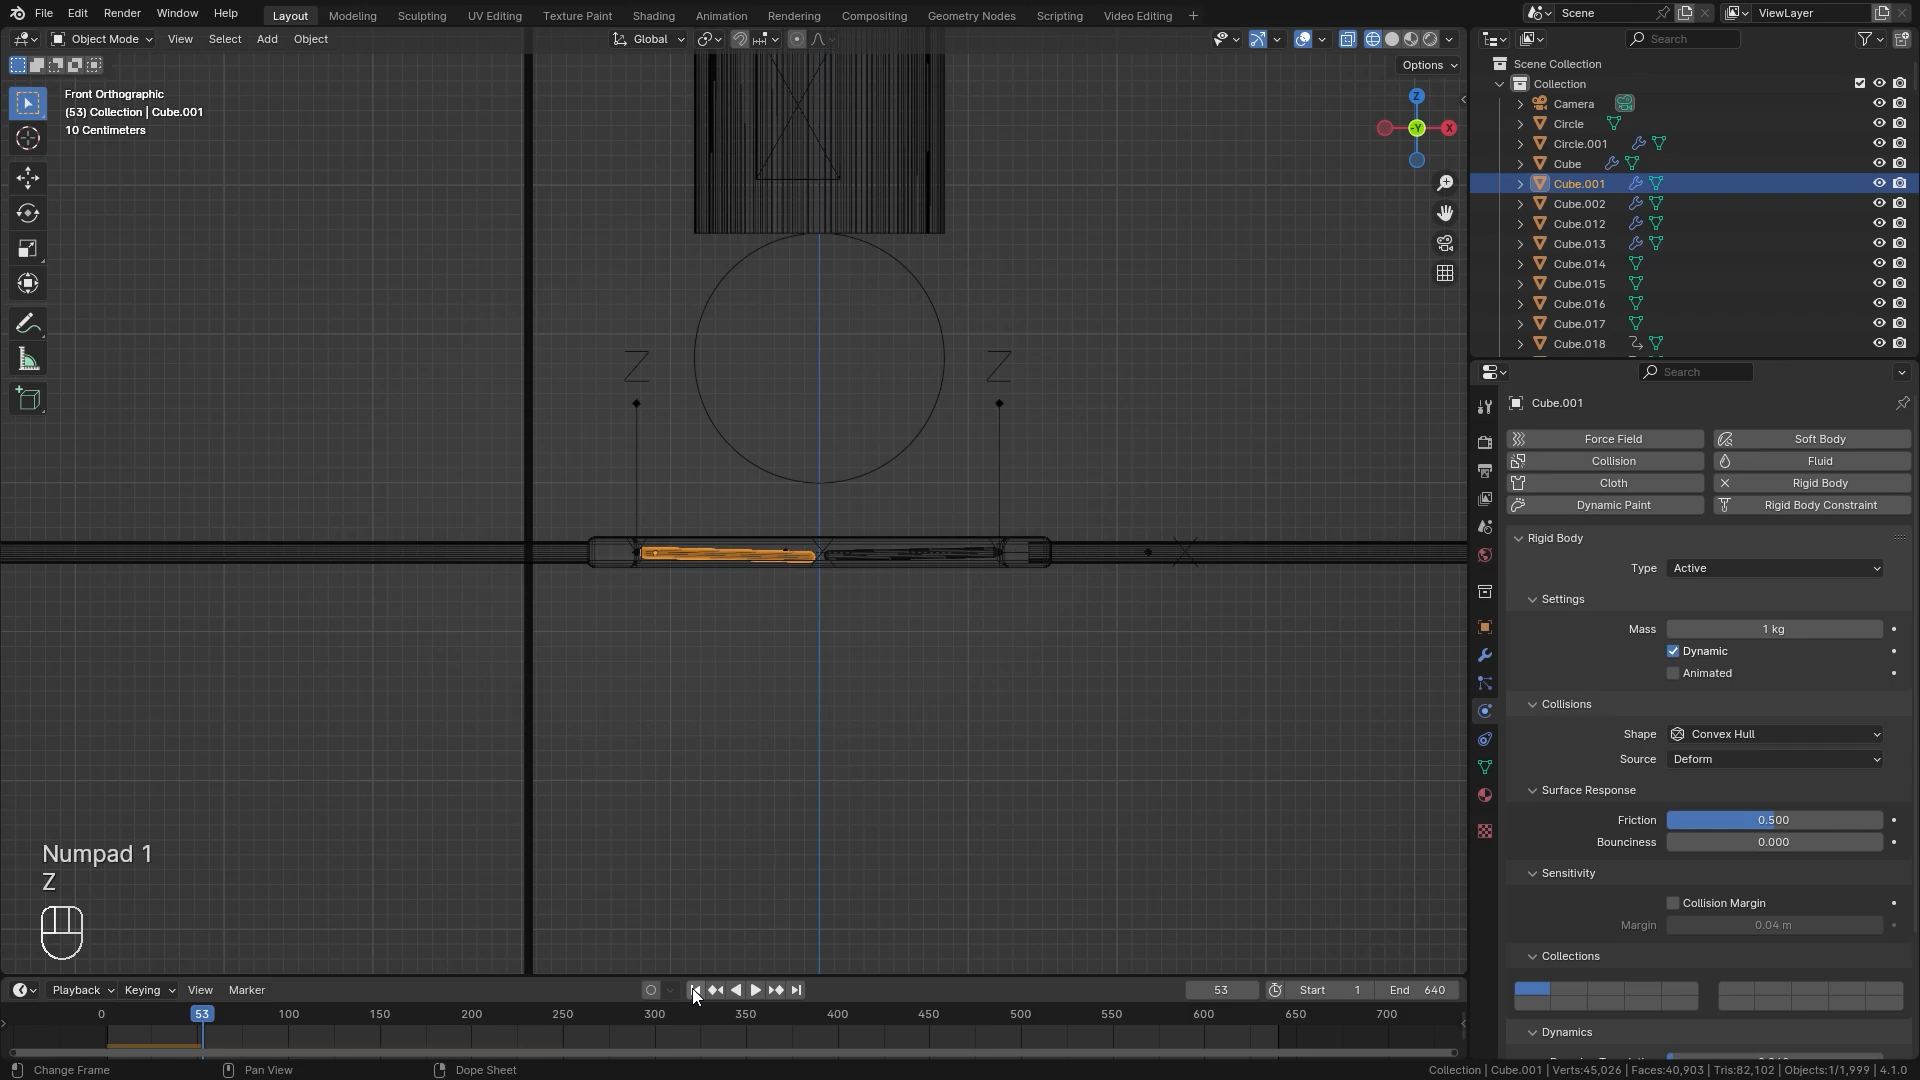 File Edit Render Window Help Layout Modeling Sculpting UV Editing Texture Paint Shading Animation Rendering Compositing Geometry Nodes Scripting Video Editing + Scene ViewLayer
Object Mode View Select Add Object Global Search
Options
Front Orthographic
(53) Collection | Cube.001
10 Centimeters
Z
-Y
X
Z
Z
Numpad 1
Z
Scene Collection
Collection
Camera
Circle
Circle.001
Cube
Cube.001
Cube.002
Cube.012
Cube.013
Cube.014
Cube.015
Cube.016
Cube.017
Cube.018
Search
Cube.001
Force Field Soft Body
Collision Fluid
Cloth Rigid Body
Dynamic Paint Rigid Body Constraint
Rigid Body
Type Active
Settings
Mass 1 kg
Dynamic
Animated
Collisions
Shape Convex Hull
Source Deform
Surface Response
Friction 0.500
Bounciness 0.000
Sensitivity
Collision Margin
Margin 0.04 m
Collections
Dynamics
Playback Keying View Marker 53 Start 1 End 640
0 53 100 150 200 250 300 350 400 450 500 550 600 650 700
Change Frame Pan View Dope Sheet Collection | Cube.001 | Verts:45,026 | Faces:40,903 | Tris:82,102 | Objects:1/1,999 | 4.1.0